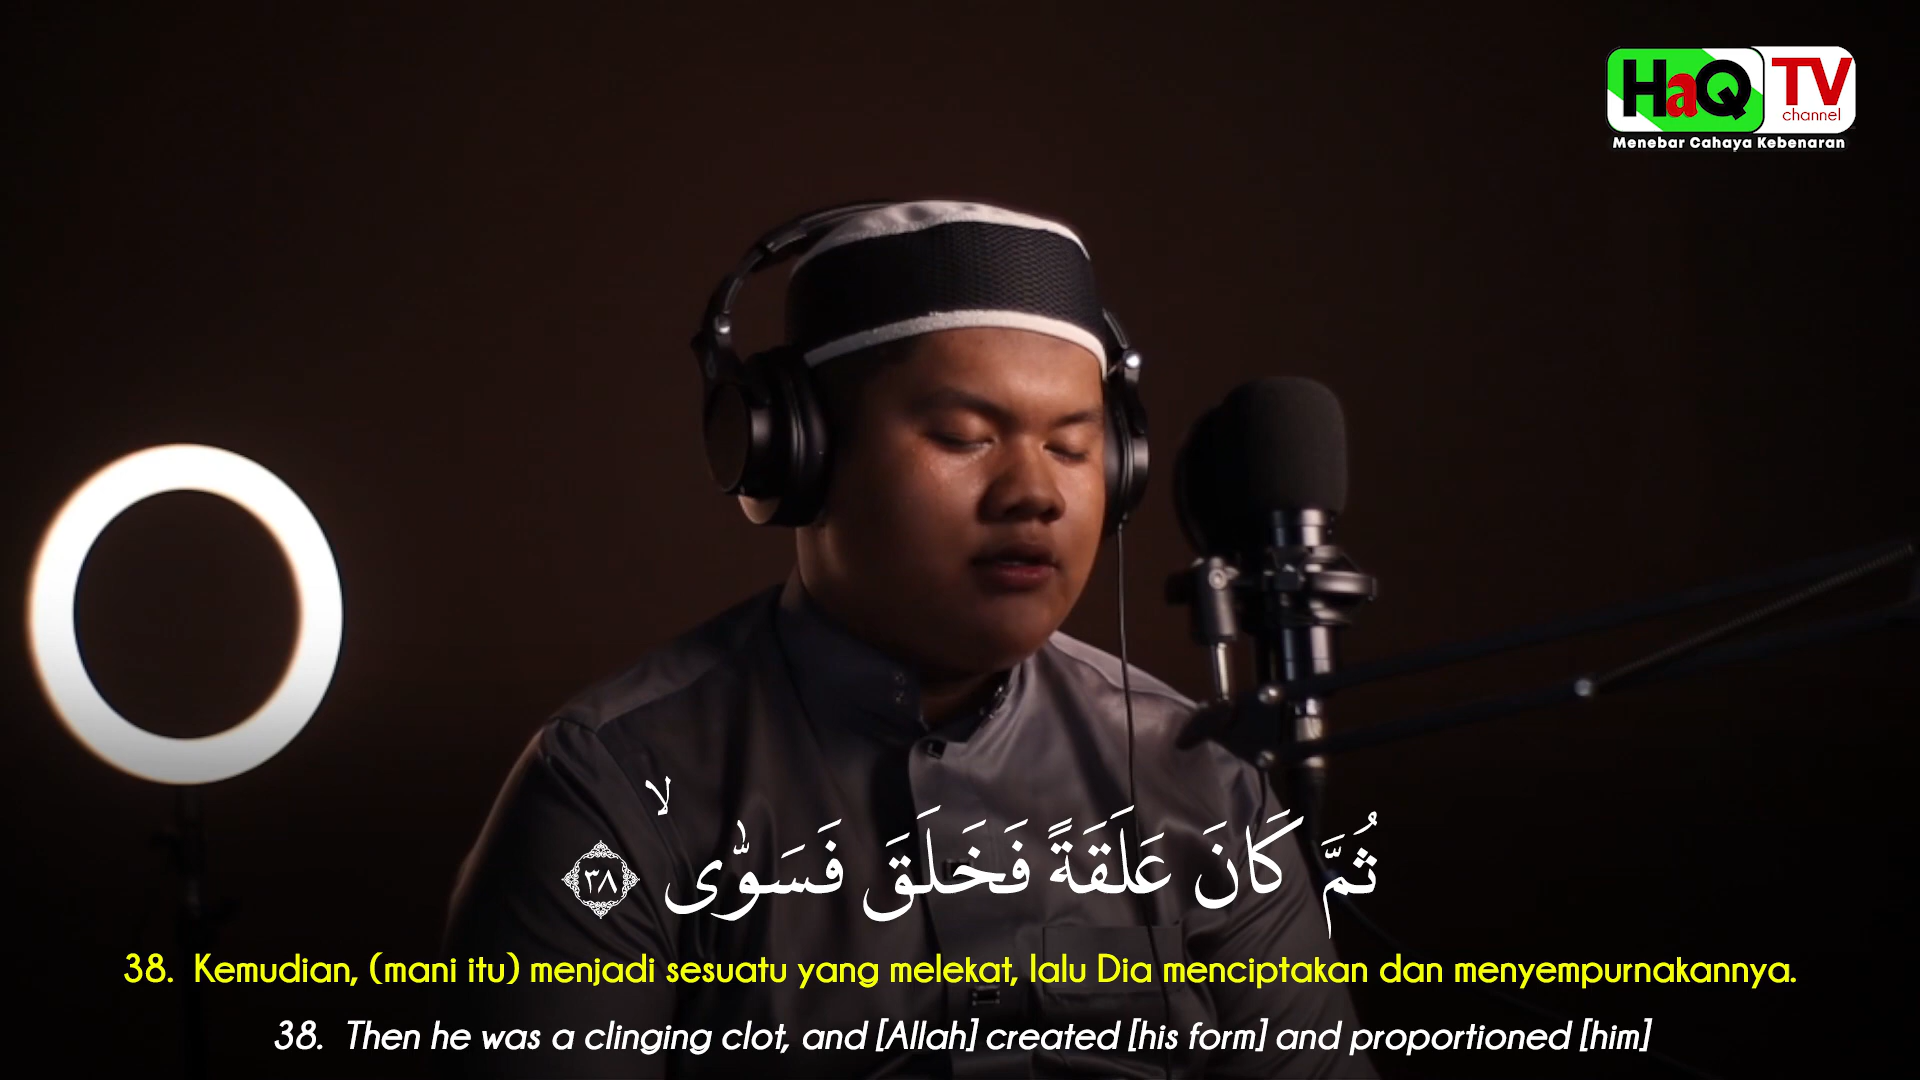 HaQ TV
channel
Menebar Cahaya Kebenaran
ثُمَّ كَانَ عَلَقَةً فَخَلَقَ فَسَوّٰىۙ ٣٨
38. Kemudian, (mani itu) menjadi sesuatu yang melekat, lalu Dia menciptakan dan menyempurnakannya.
38. Then he was a clinging clot, and [Allah] created [his form] and proportioned [him]